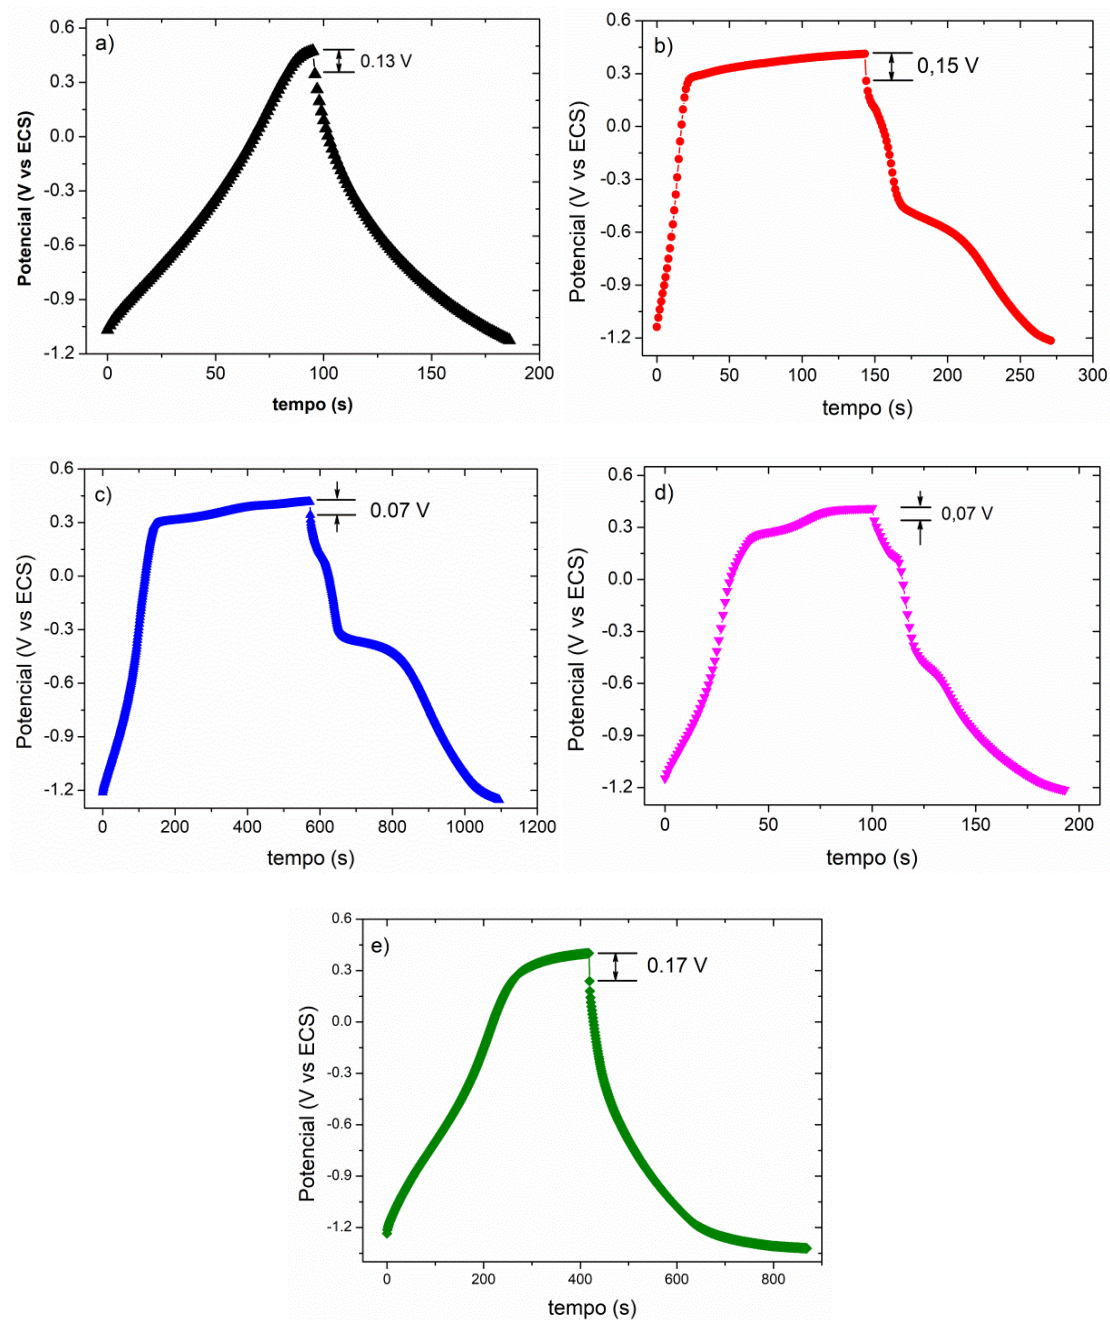 a)
0.13 V
0.6
0.3
0.0
-0.3
-0.6
-0.9
-1.2
Potencial (V vs ECS)
0 50 100 150 200
tempo (s)
b)
0,15 V
0.6
0.3
0.0
-0.3
-0.6
-0.9
-1.2
Potencial (V vs ECS)
0 50 100 150 200 250 300
tempo (s)
c)
0.07 V
0.6
0.3
0.0
-0.3
-0.6
-0.9
-1.2
Potencial (V vs ECS)
0 200 400 600 800 1000 1200
tempo (s)
d)
0,07 V
0.6
0.3
0.0
-0.3
-0.6
-0.9
-1.2
Potencial (V vs ECS)
0 50 100 150 200
tempo (s)
e)
0.17 V
0.6
0.3
0.0
-0.3
-0.6
-0.9
-1.2
Potencial (V vs ECS)
0 200 400 600 800
tempo (s)